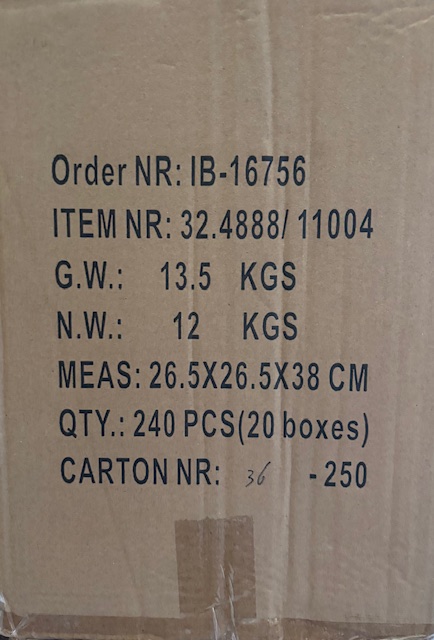 Order NR: IB-16756
ITEM NR: 32.4888/ 11004
G.W.: 13.5 KGS
N.W.: 12 KGS
MEAS: 26.5X26.5X38 CM
QTY.: 240 PCS(20 boxes)
CARTON NR: 36 -250